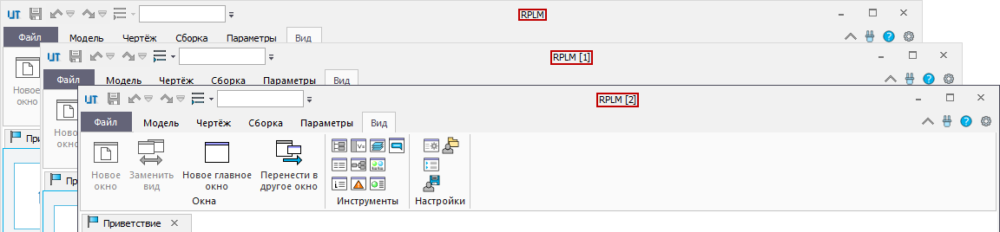 RPLM
Файл Модель Чертёж Сборка Параметры Вид
Новое
окно
RPLM [1]
Модель Чертёж Сборка Параметры Вид
RPLM [2]
Файл Модель Чертёж Сборка Параметры Вид
Новое окно
Заменить вид
Новое главное окно
Перенести в другое окно
Окна Инструменты Настройки
Приветствие